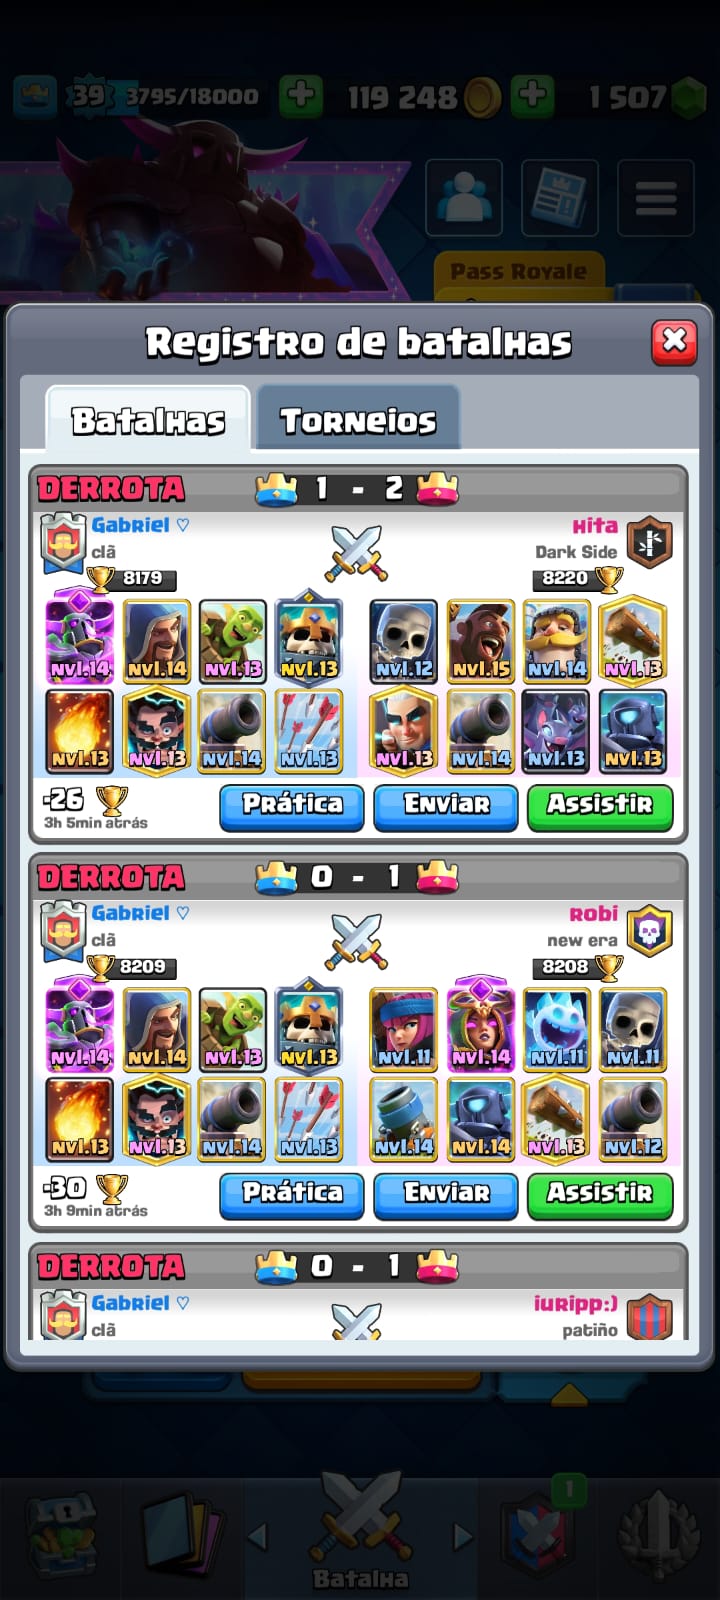 39 3795/18000 119 248 1 507
Pass Royale
Registro de batalhas
Batalhas Torneios
DERROTA 1 - 2
Gabriel ♡ Hita
clã Dark Side
8179 8220
Nvl.14 Nvl.14 Nvl.13 Nvl.13 Nvl.12 Nvl.15 Nvl.14 Nvl.13
Nvl.13 Nvl.13 Nvl.14 Nvl.13 Nvl.13 Nvl.14 Nvl.13 Nvl.13
-26 Prática Enviar Assistir
3h 5min atrás
DERROTA 0 - 1
Gabriel ♡ Robi
clã new era
8209 8208
Nvl.14 Nvl.14 Nvl.13 Nvl.13 Nvl.11 Nvl.14 Nvl.11 Nvl.11
Nvl.13 Nvl.13 Nvl.14 Nvl.13 Nvl.14 Nvl.14 Nvl.13 Nvl.12
-30 Prática Enviar Assistir
3h 9min atrás
DERROTA 0 - 1
Gabriel ♡ iuripp:)
clã patiño
1
Batalha